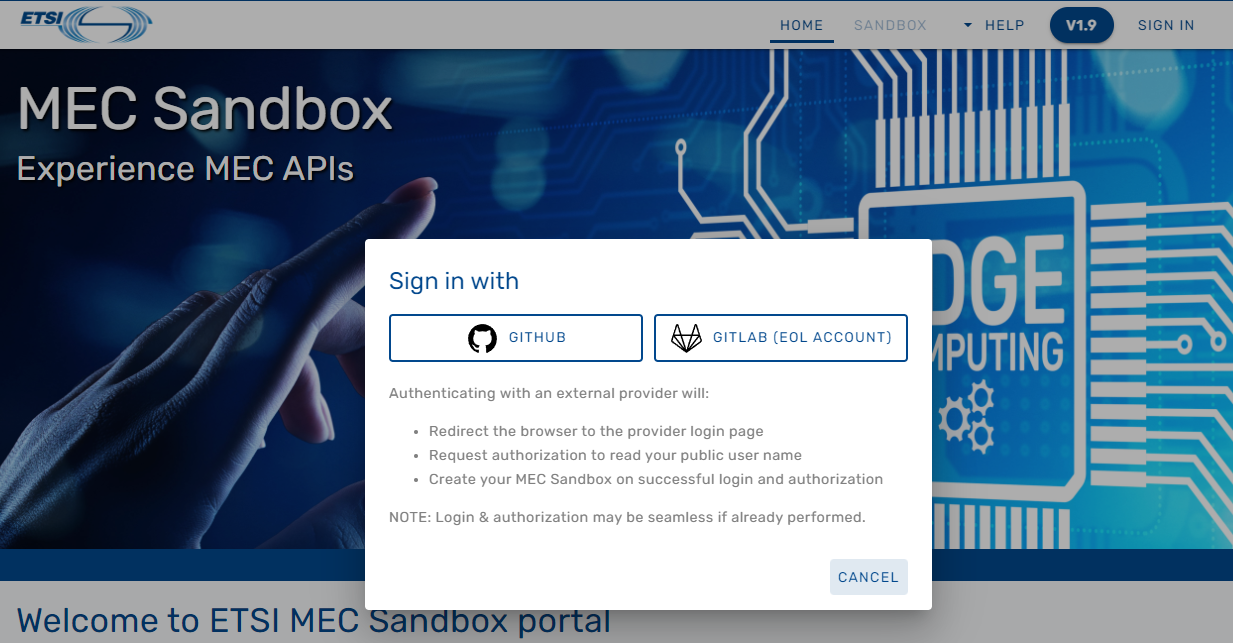 ETSI
HOME
SANDBOX
HELP
V1.9
SIGN IN
MEC Sandbox
Experience MEC APIs
DGE
MPUTING
Sign in with
GITHUB
GITLAB (EOL ACCOUNT)
Authenticating with an external provider will:
• Redirect the browser to the provider login page
• Request authorization to read your public user name
• Create your MEC Sandbox on successful login and authorization
NOTE: Login & authorization may be seamless if already performed.
CANCEL
Welcome to ETSI MEC Sandbox portal